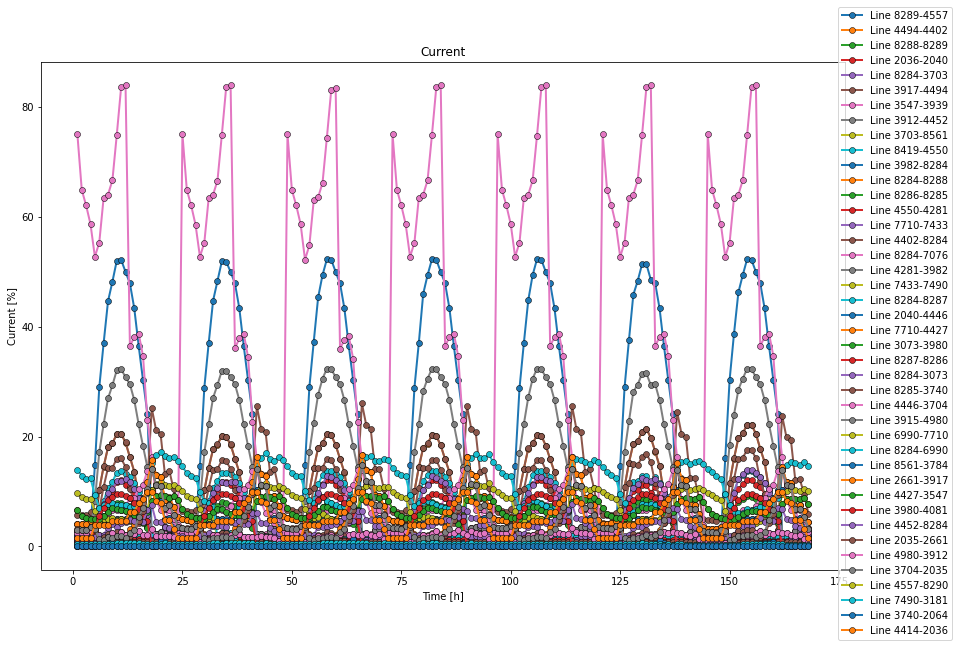 Current
Current [%]
80
60
40
20
0
0
25
50
75
100
125
150
175
Time [h]
Line 8289-4557
Line 4494-4402
Line 8288-8289
Line 2036-2040
Line 8284-3703
Line 3917-4494
Line 3547-3939
Line 3912-4452
Line 3703-8561
Line 8419-4550
Line 3982-8284
Line 8284-8288
Line 8286-8285
Line 4550-4281
Line 7710-7433
Line 4402-8284
Line 8284-7076
Line 4281-3982
Line 7433-7490
Line 8284-8287
Line 2040-4446
Line 7710-4427
Line 3073-3980
Line 8287-8286
Line 8284-3073
Line 8285-3740
Line 4446-3704
Line 3915-4980
Line 6990-7710
Line 8284-6990
Line 8561-3784
Line 2661-3917
Line 4427-3547
Line 3980-4081
Line 4452-8284
Line 2035-2661
Line 4980-3912
Line 3704-2035
Line 4557-8290
Line 7490-3181
Line 3740-2064
Line 4414-2036